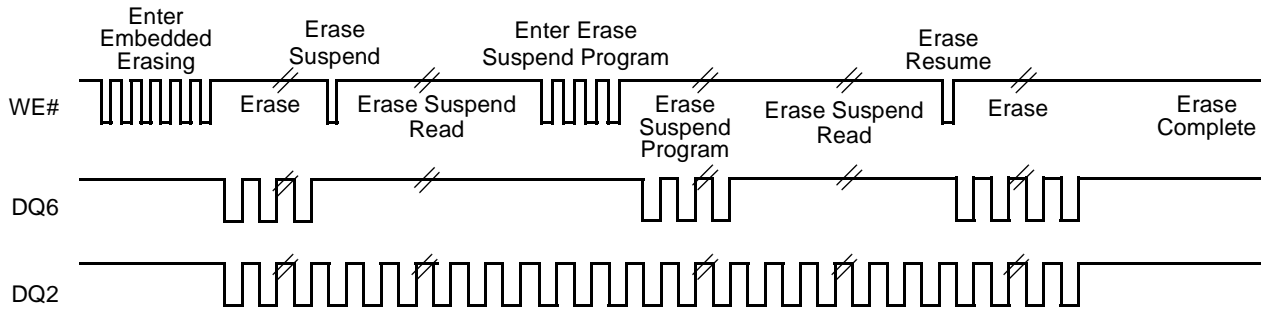 Enter
Embedded
Erasing
Erase
Suspend
Enter Erase
Suspend Program
Erase
Resume
WE#
Erase
Erase Suspend
Read
Erase
Suspend
Program
Erase Suspend
Read
Erase
Erase
Complete
DQ6
DQ2